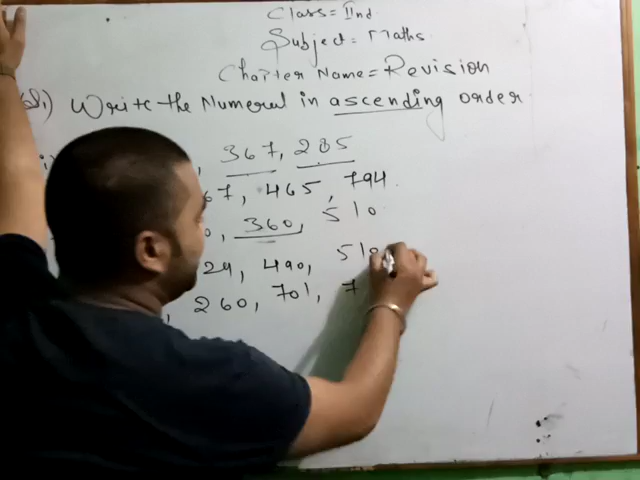 Class = IInd
Subject = Maths
Chapter Name = Revision
Q.1) Write the Numeral in ascending order
, 367, 285
67, 465, 794
0, 360, 510
29, 490, 510
, 260, 701, 7